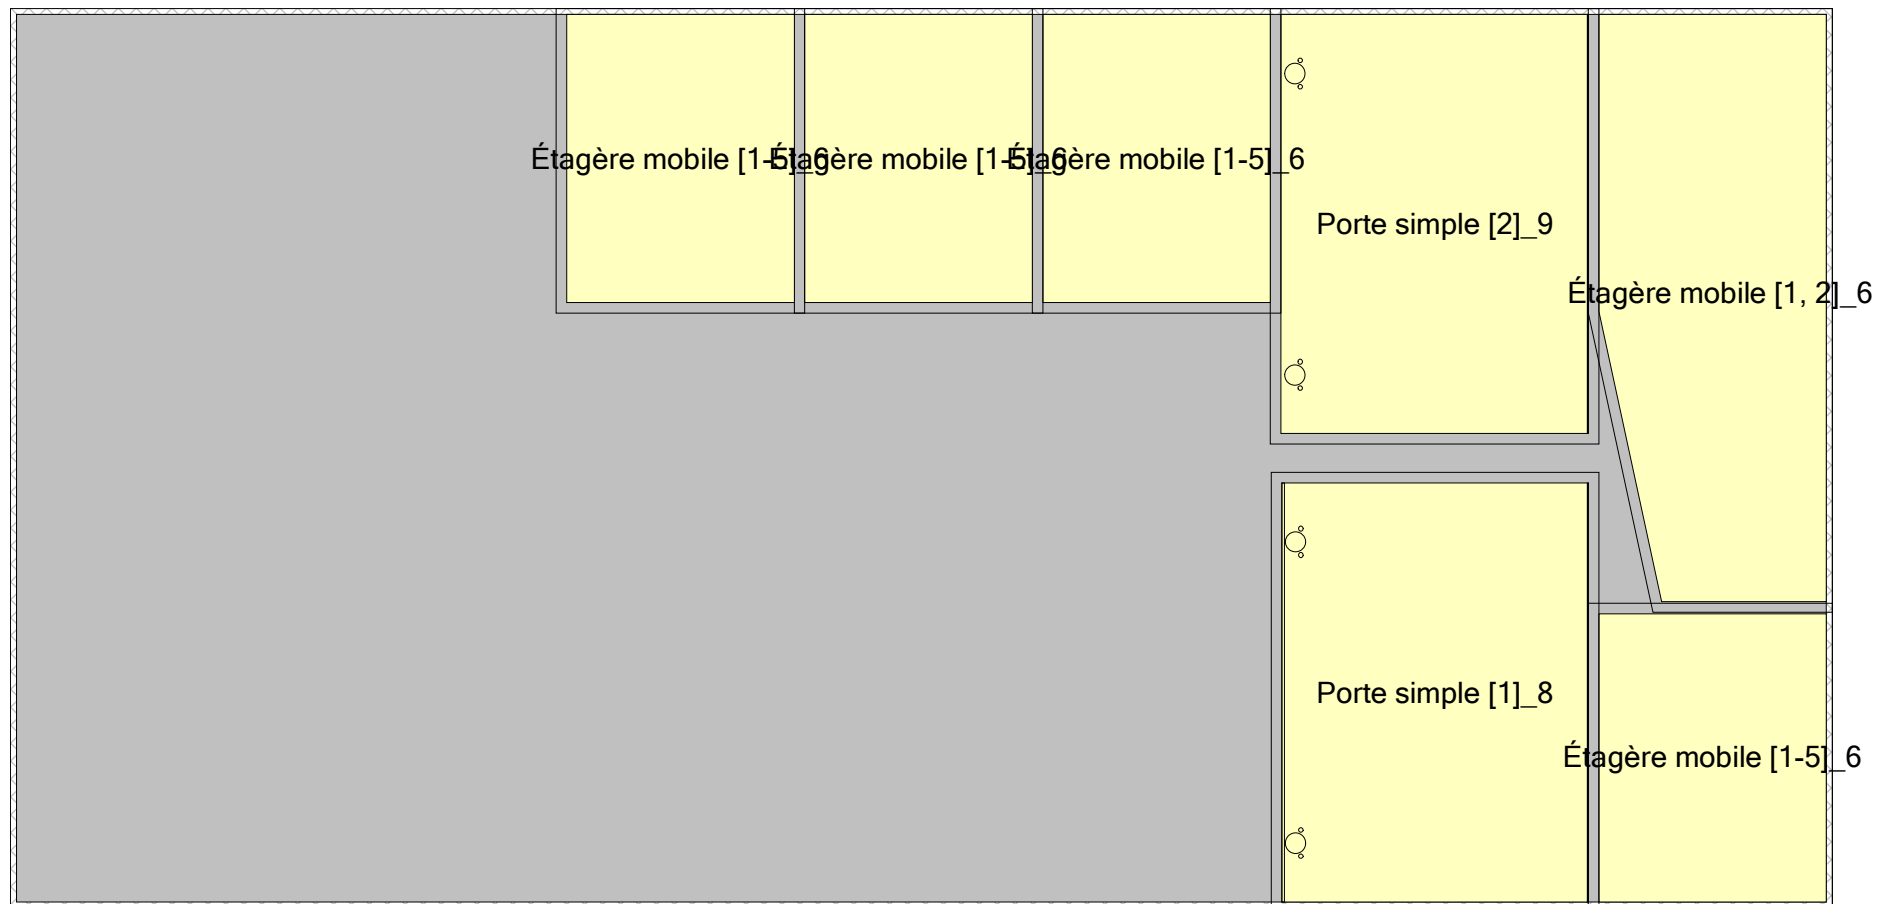 Étagère mobile [1-5]_6
Étagère mobile [1-5]_6
Étagère mobile [1-5]_6
Porte simple [2]_9
Étagère mobile [1, 2]_6
Porte simple [1]_8
Étagère mobile [1-5]_6